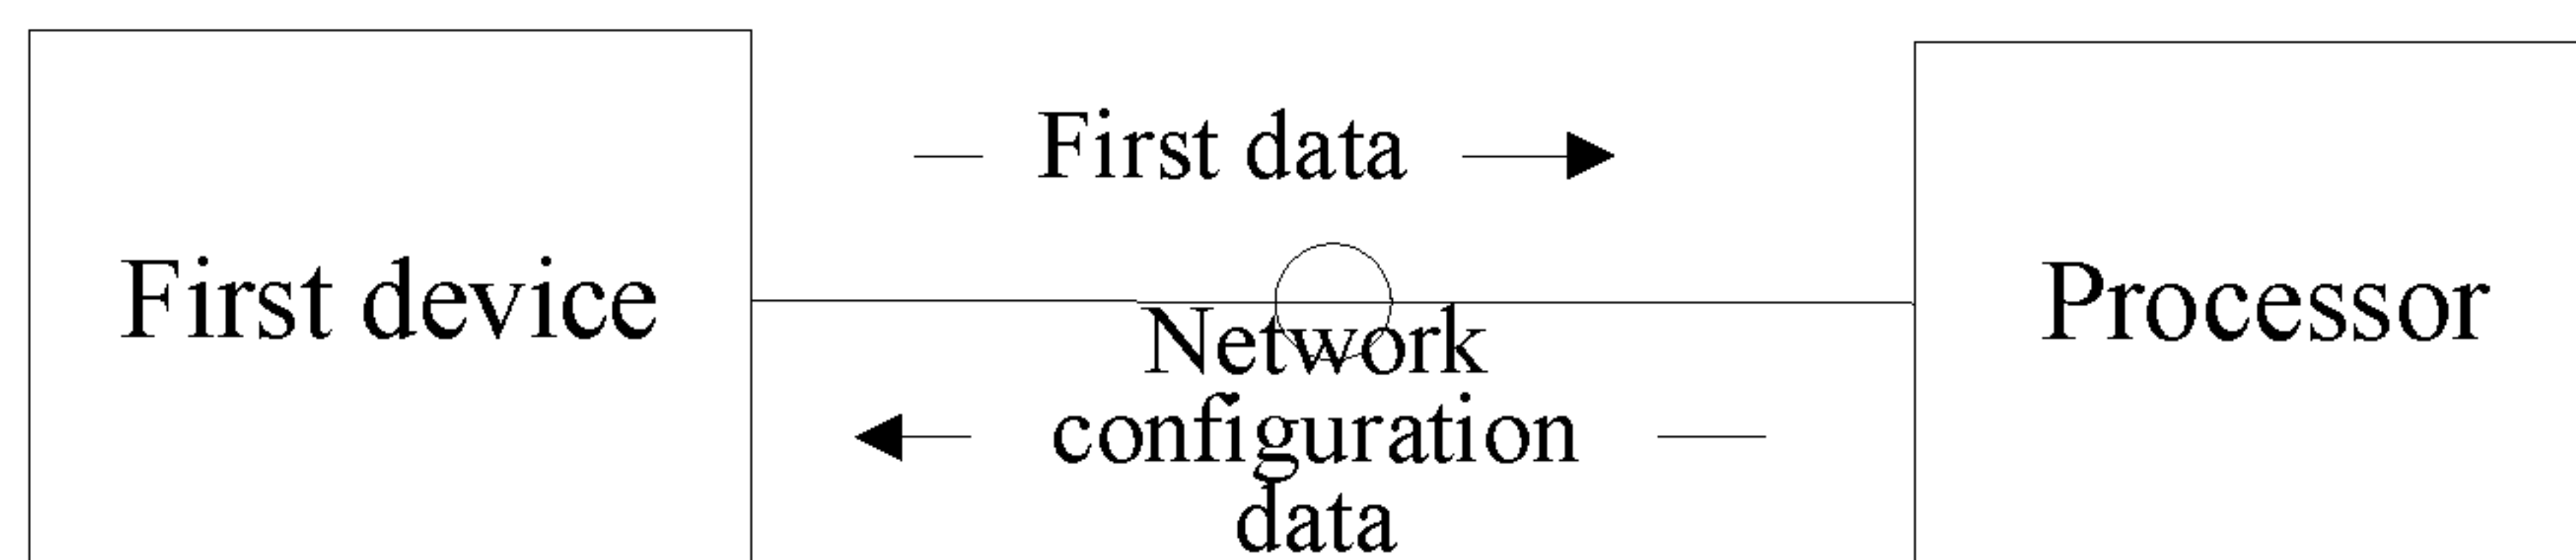 First data
First device
Processor
Network
configuration
data